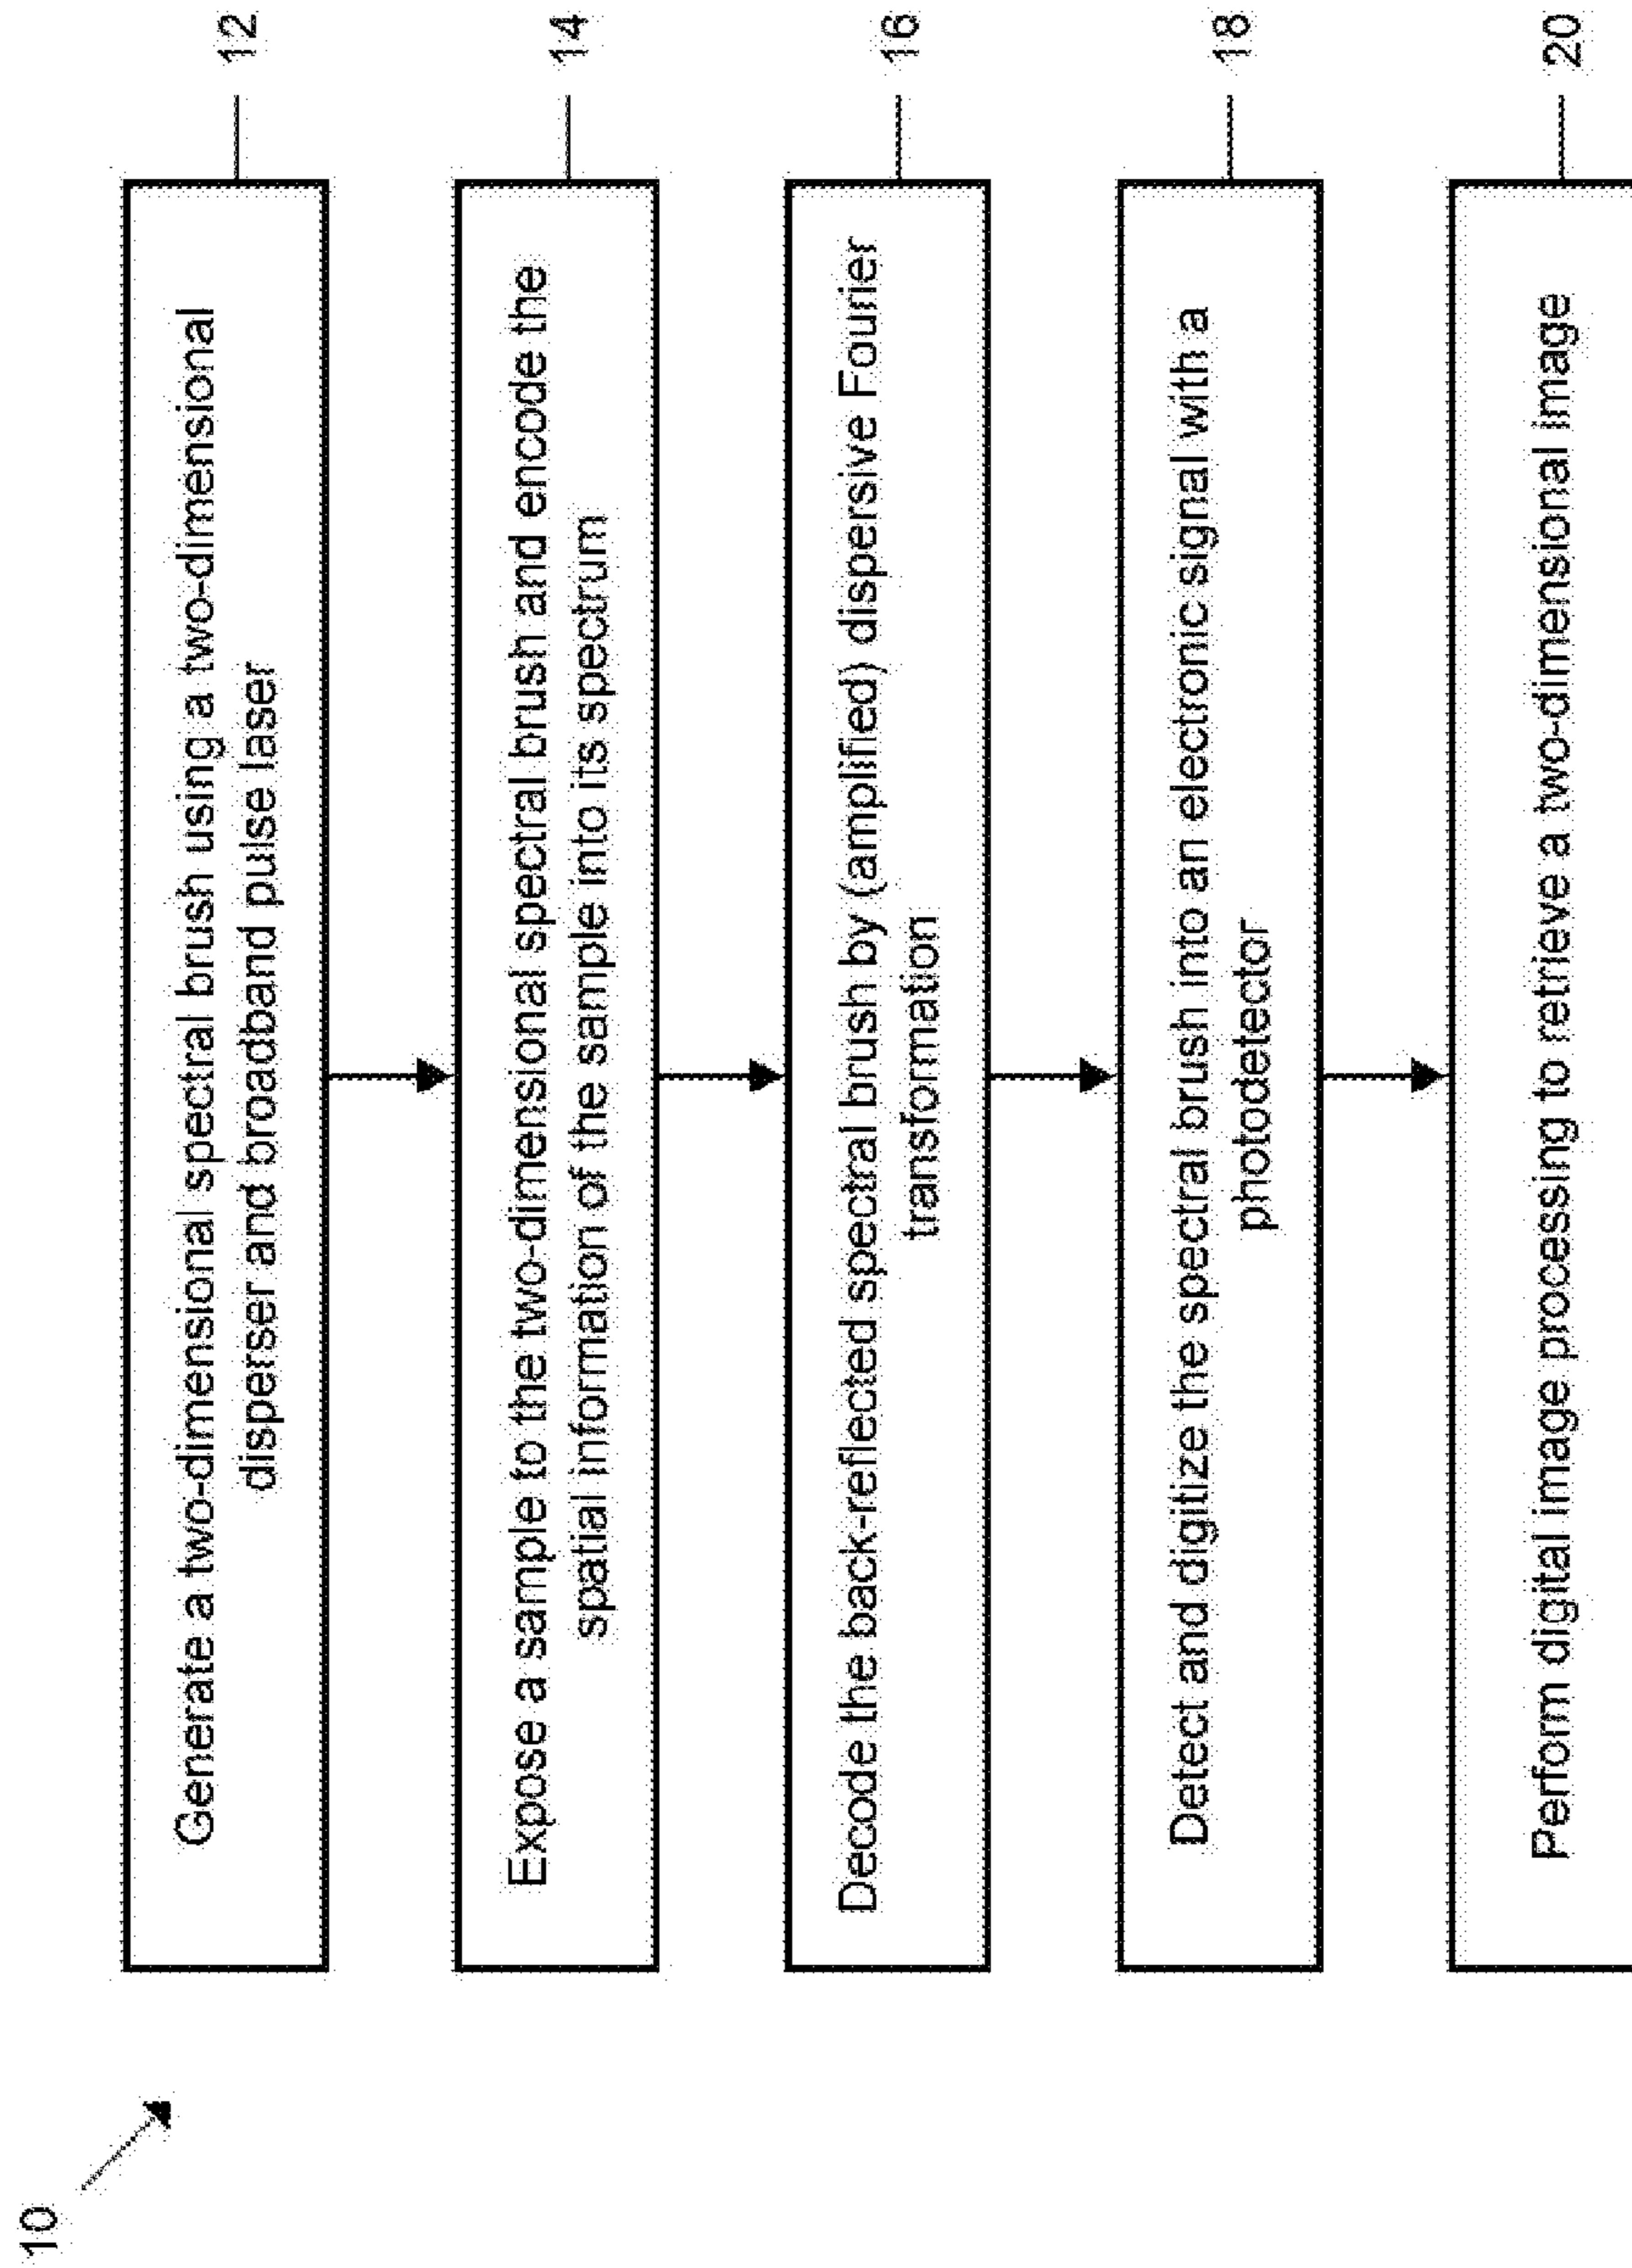 10
Generate a two-dimensional spectral brush using a two-dimensional
disperser and broadband pulse laser
12
Expose a sample to the two-dimensional spectral brush and encode the
spatial information of the sample into its spectrum
14
Decode the back-reflected spectral brush by (amplified) dispersive Fourier
transformation
16
Detect and digitize the spectral brush into an electronic signal with a
photodetector
18
Perform digital image processing to retrieve a two-dimensional image
20